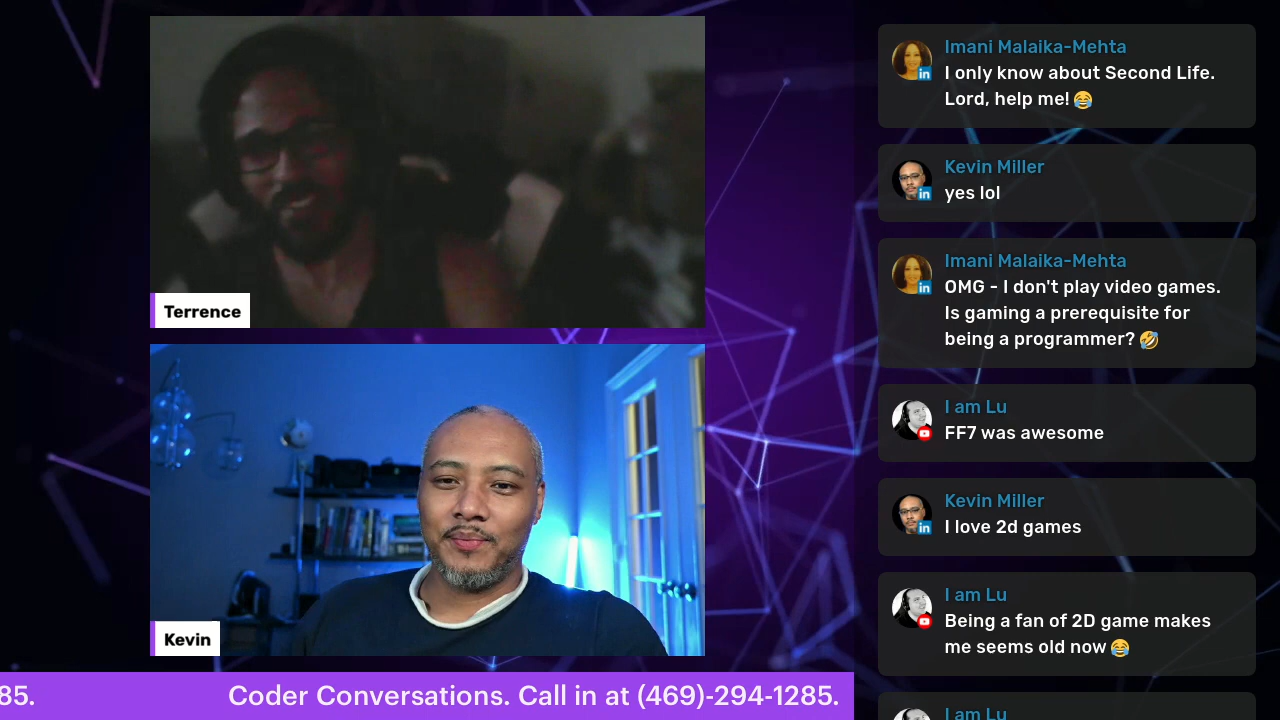 Terrence
Kevin
85.
Coder Conversations. Call in at (469)-294-1285.
Imani Malaika-Mehta
I only know about Second Life.
Lord, help me! 😂
Kevin Miller
yes lol
Imani Malaika-Mehta
OMG - I don't play video games.
Is gaming a prerequisite for
being a programmer? 🤣
I am Lu
FF7 was awesome
Kevin Miller
I love 2d games
I am Lu
Being a fan of 2D game makes
me seems old now 😂
I am Lu